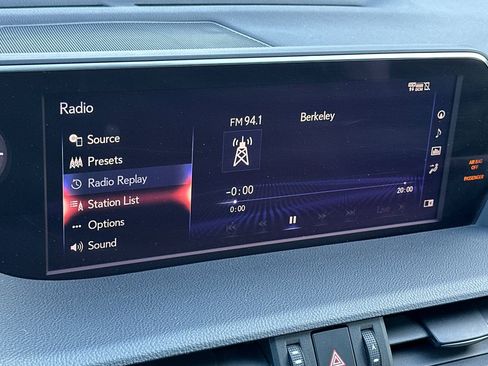 Radio
Source
Presets
Radio Replay
Station List
Options
Sound
FM 94.1
Berkeley
-0:00
0:00
20:00
AIR BAG
OFF
PASSENGER